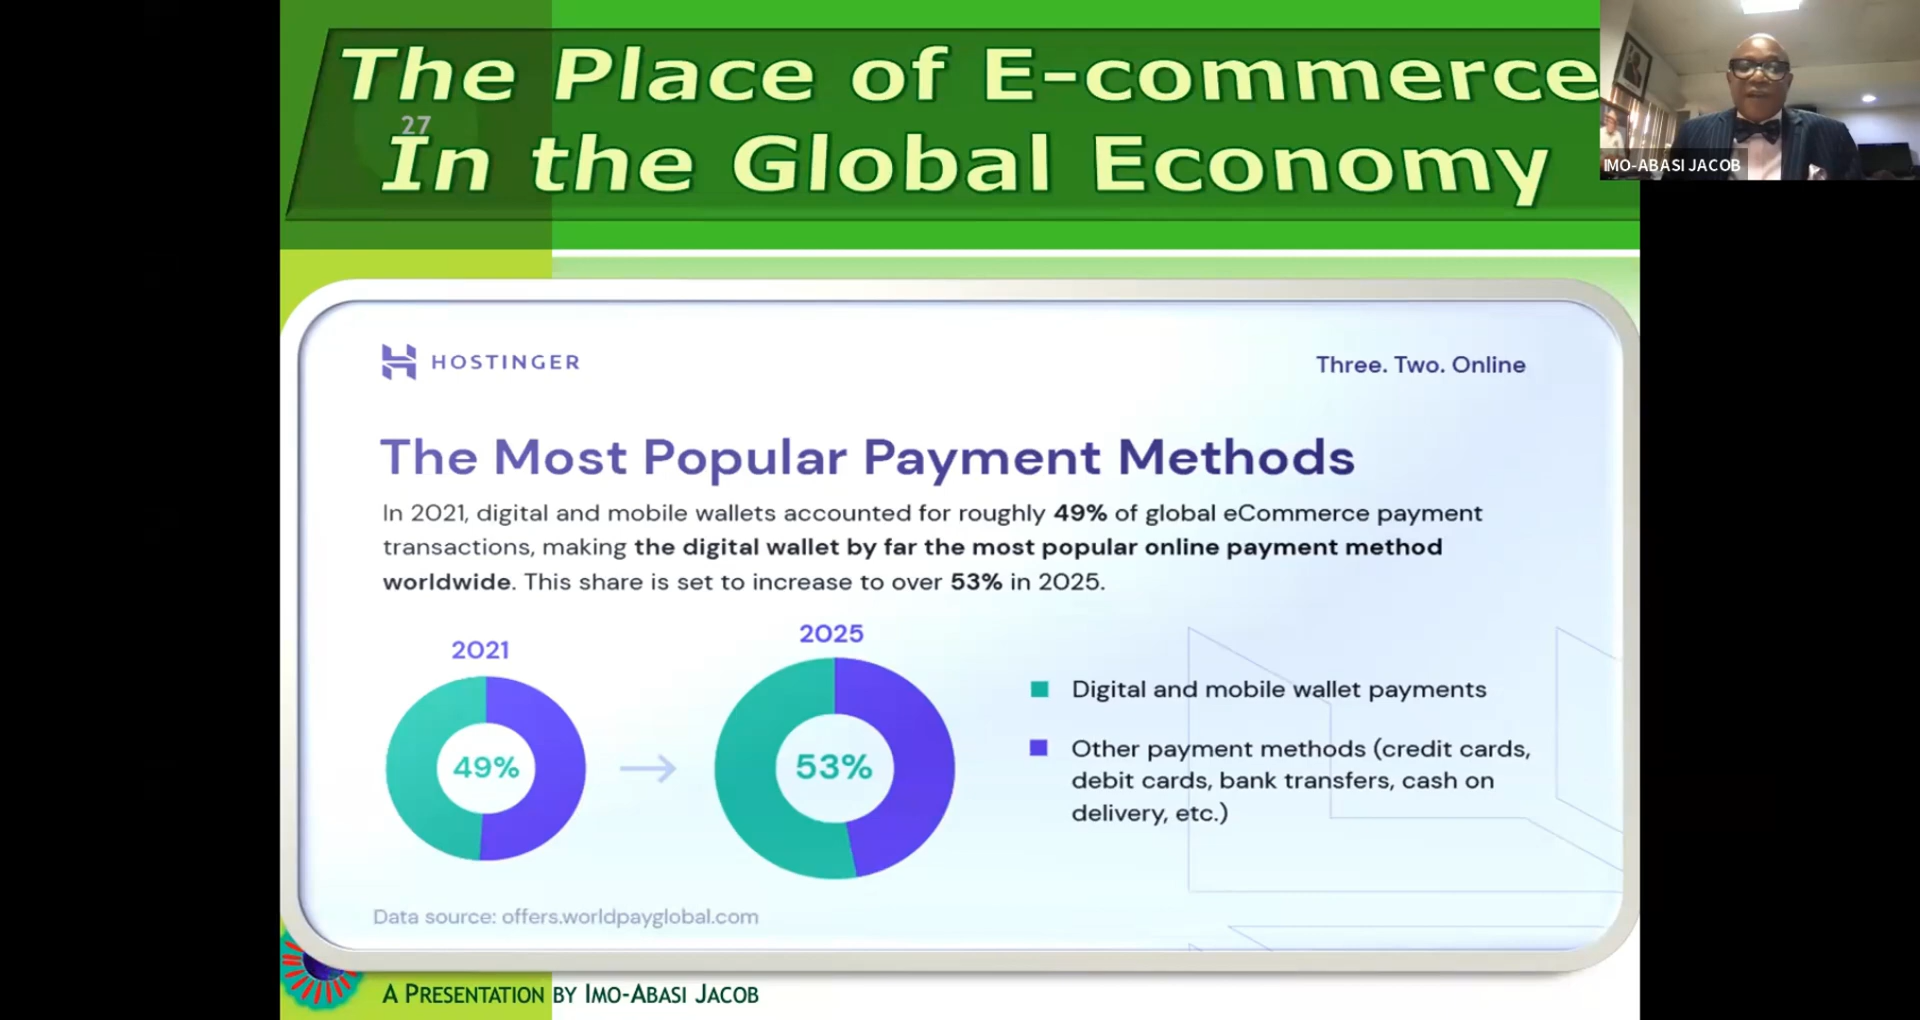 The Place of E-commerce
27
In the Global Economy
IMO-ABASI JACOB
HOSTINGER
Three. Two. Online
The Most Popular Payment Methods
In 2021, digital and mobile wallets accounted for roughly 49% of global eCommerce payment
transactions, making the digital wallet by far the most popular online payment method
worldwide. This share is set to increase to over 53% in 2025.
2021
2025
49%
53%
Digital and mobile wallet payments
Other payment methods (credit cards,
debit cards, bank transfers, cash on
delivery, etc.)
Data source: offers.worldpayglobal.com
A PRESENTATION BY IMO-ABASI JACOB